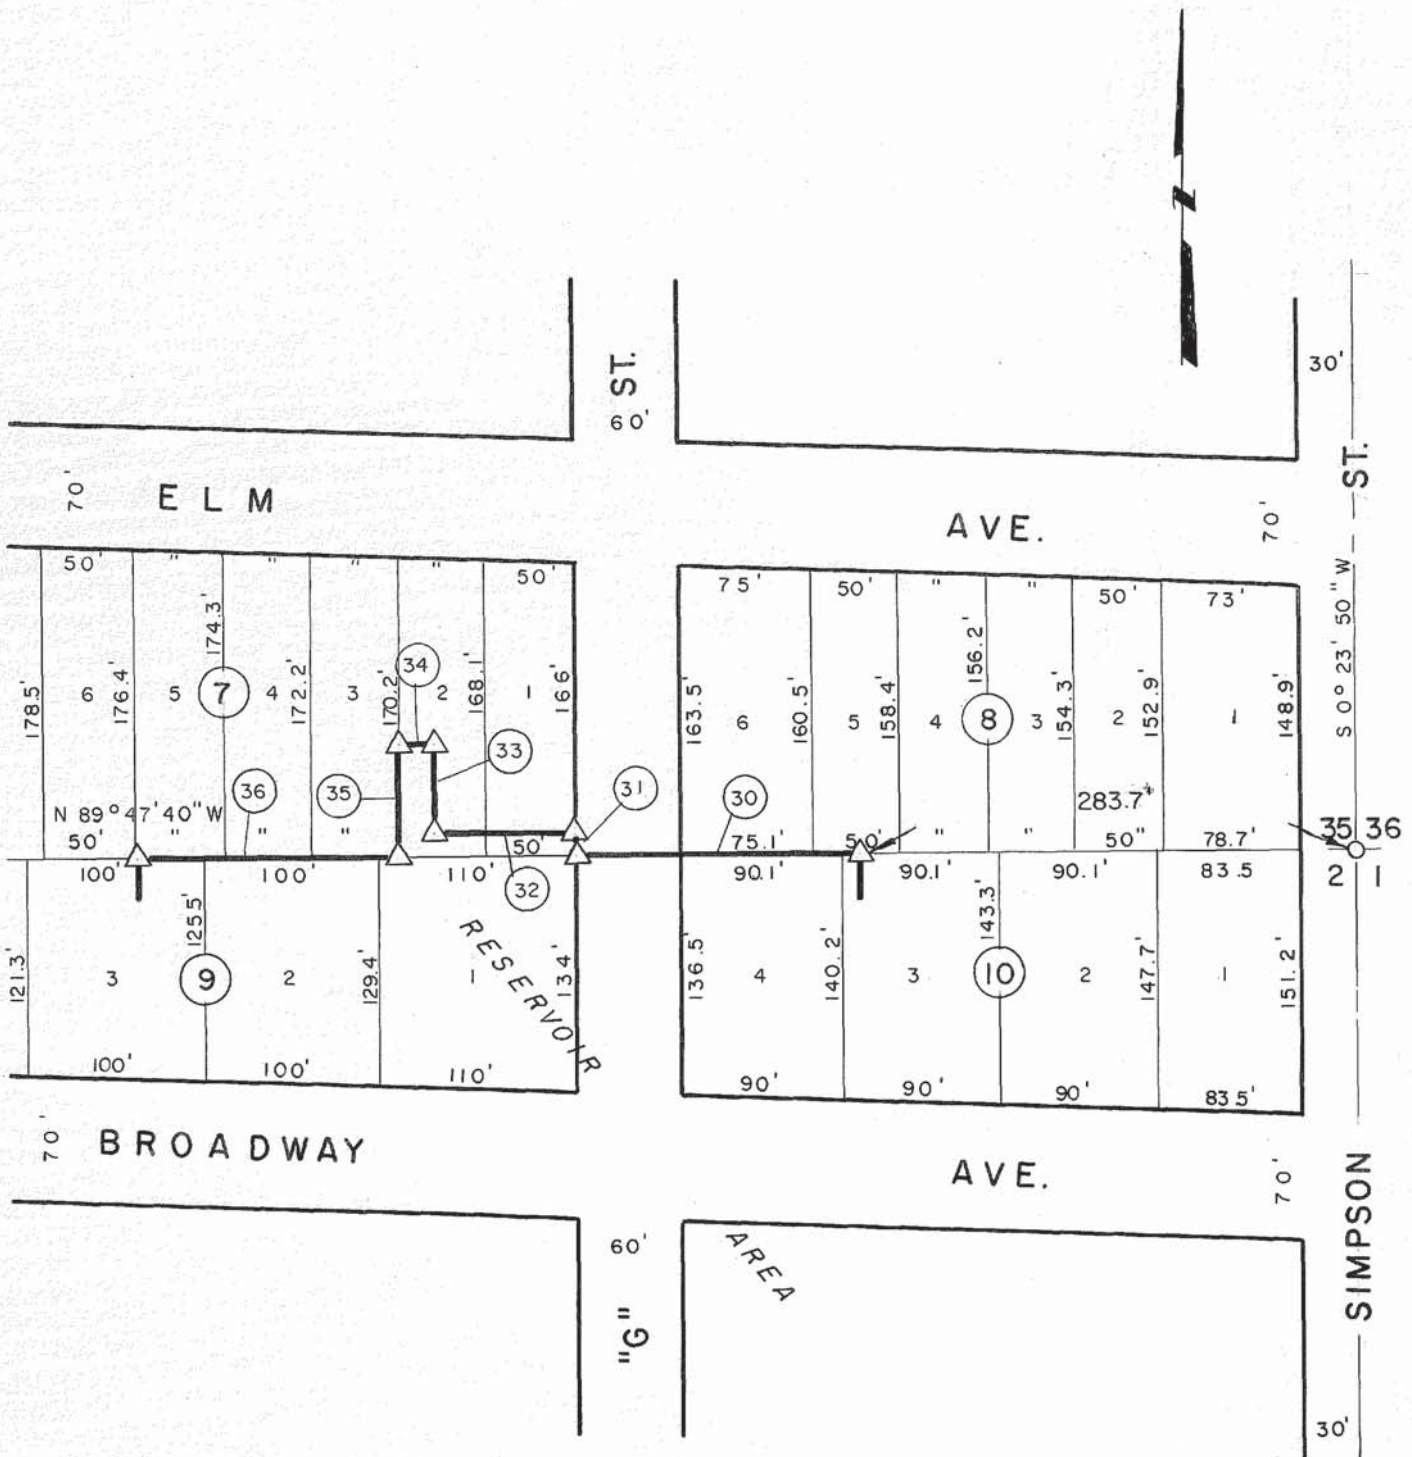 N
30'
ST.
60'
ST.
70'
ELM
AVE.
70'
50' " " " " 50'
75' 50' " " 50' 73'
S 0° 23' 50" W
178.5' 6 176.4' 5 174.3' 7 4 172.2' 3 170.2' 34 2 168.1' 1 166'
163.5' 6 160.5' 5 158.4' 4 156.2' 8 3 154.3' 2 152.9' 1 148.9'
33
36
35
31
30
283.7'
N 89° 47' 40" W
50' " " " 50'
75.1' 50' " " 50" 78.7'
35 36
2 1
100' 100' 110'
32
90.1' 90.1' 90.1' 83.5
121.3' 3 125.5' 9 2 129.4' 1 134'
136.5' 4 140.2' 3 143.3' 10 2 147.7' 1 151.2'
RESERVOIR
100' 100' 110'
90' 90' 90' 83.5'
70'
BROADWAY
AVE.
70'
SIMPSON
60'
AREA
"G"
30'